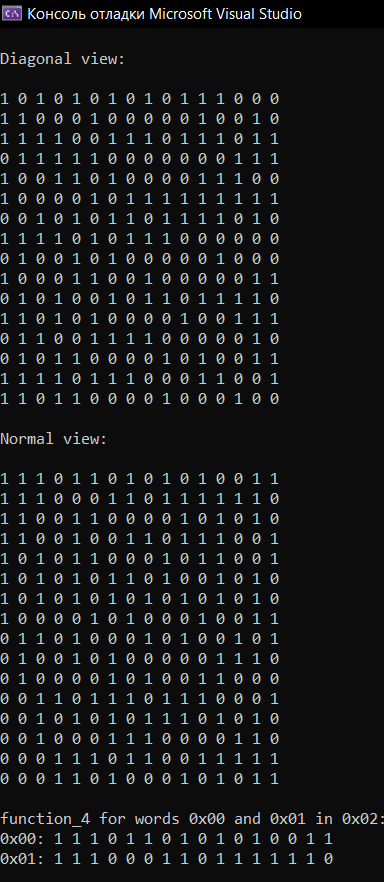 Консоль отладки Microsoft Visual Studio
Diagonal view:
1 0 1 0 1 0 1 0 1 0 1 1 1 0 0 0
1 1 0 0 0 1 0 0 0 0 0 1 0 0 1 0
1 1 1 1 0 0 1 1 1 0 1 1 1 0 1 1
0 1 1 1 1 1 0 0 0 0 0 0 0 1 1 1
1 0 0 1 1 0 1 0 0 0 0 1 1 1 0 0
1 0 0 0 0 1 0 1 1 1 1 1 1 1 1 1
0 0 1 0 1 0 1 1 0 1 1 1 1 0 1 0
1 1 1 1 0 1 0 1 1 1 0 0 0 0 0 0
0 1 0 0 1 0 1 0 0 0 0 0 1 0 0 0
1 0 0 0 1 1 0 0 1 0 0 0 0 0 1 1
0 1 0 1 0 0 1 0 1 1 0 1 1 1 1 0
1 1 0 1 0 1 0 0 0 0 1 0 0 1 1 1
0 1 1 0 0 1 1 1 1 0 0 0 0 0 1 0
0 1 0 1 1 0 0 0 0 1 0 1 0 0 1 1
1 1 1 1 0 1 1 1 0 0 0 1 1 0 0 1
1 1 0 1 1 0 0 0 0 1 0 0 0 1 0 0
Normal view:
1 1 1 0 1 1 0 1 0 1 0 1 0 0 1 1
1 1 1 0 0 0 1 1 0 1 1 1 1 1 1 0
1 1 0 0 1 1 0 0 0 0 1 0 1 0 1 0
1 1 0 0 1 0 0 1 1 0 1 1 1 0 0 1
1 0 1 0 1 1 0 0 0 1 0 1 1 0 0 1
1 0 1 0 1 0 1 1 0 1 0 0 1 0 1 0
1 0 1 0 1 0 1 0 1 0 1 0 1 0 1 0
1 0 0 0 0 1 0 1 0 0 0 1 0 0 1 1
0 1 1 0 1 0 0 0 1 0 1 0 0 1 0 1
0 1 0 0 1 0 1 0 0 0 0 0 1 1 1 0
0 1 0 0 0 0 1 0 1 0 0 1 1 0 0 0
0 0 1 1 0 1 1 1 0 1 1 1 0 0 0 1
0 0 1 0 1 0 1 0 1 1 1 0 1 0 1 0
0 0 1 0 0 0 1 1 1 0 0 0 0 1 1 0
0 0 0 1 1 1 0 1 1 0 0 1 1 1 1 1
0 0 0 1 1 0 1 0 0 0 1 0 1 0 1 1
function_4 for words 0x00 and 0x01 in 0x02:
0x00: 1 1 1 0 1 1 0 1 0 1 0 1 0 0 1 1
0x01: 1 1 1 0 0 0 1 1 0 1 1 1 1 1 1 0